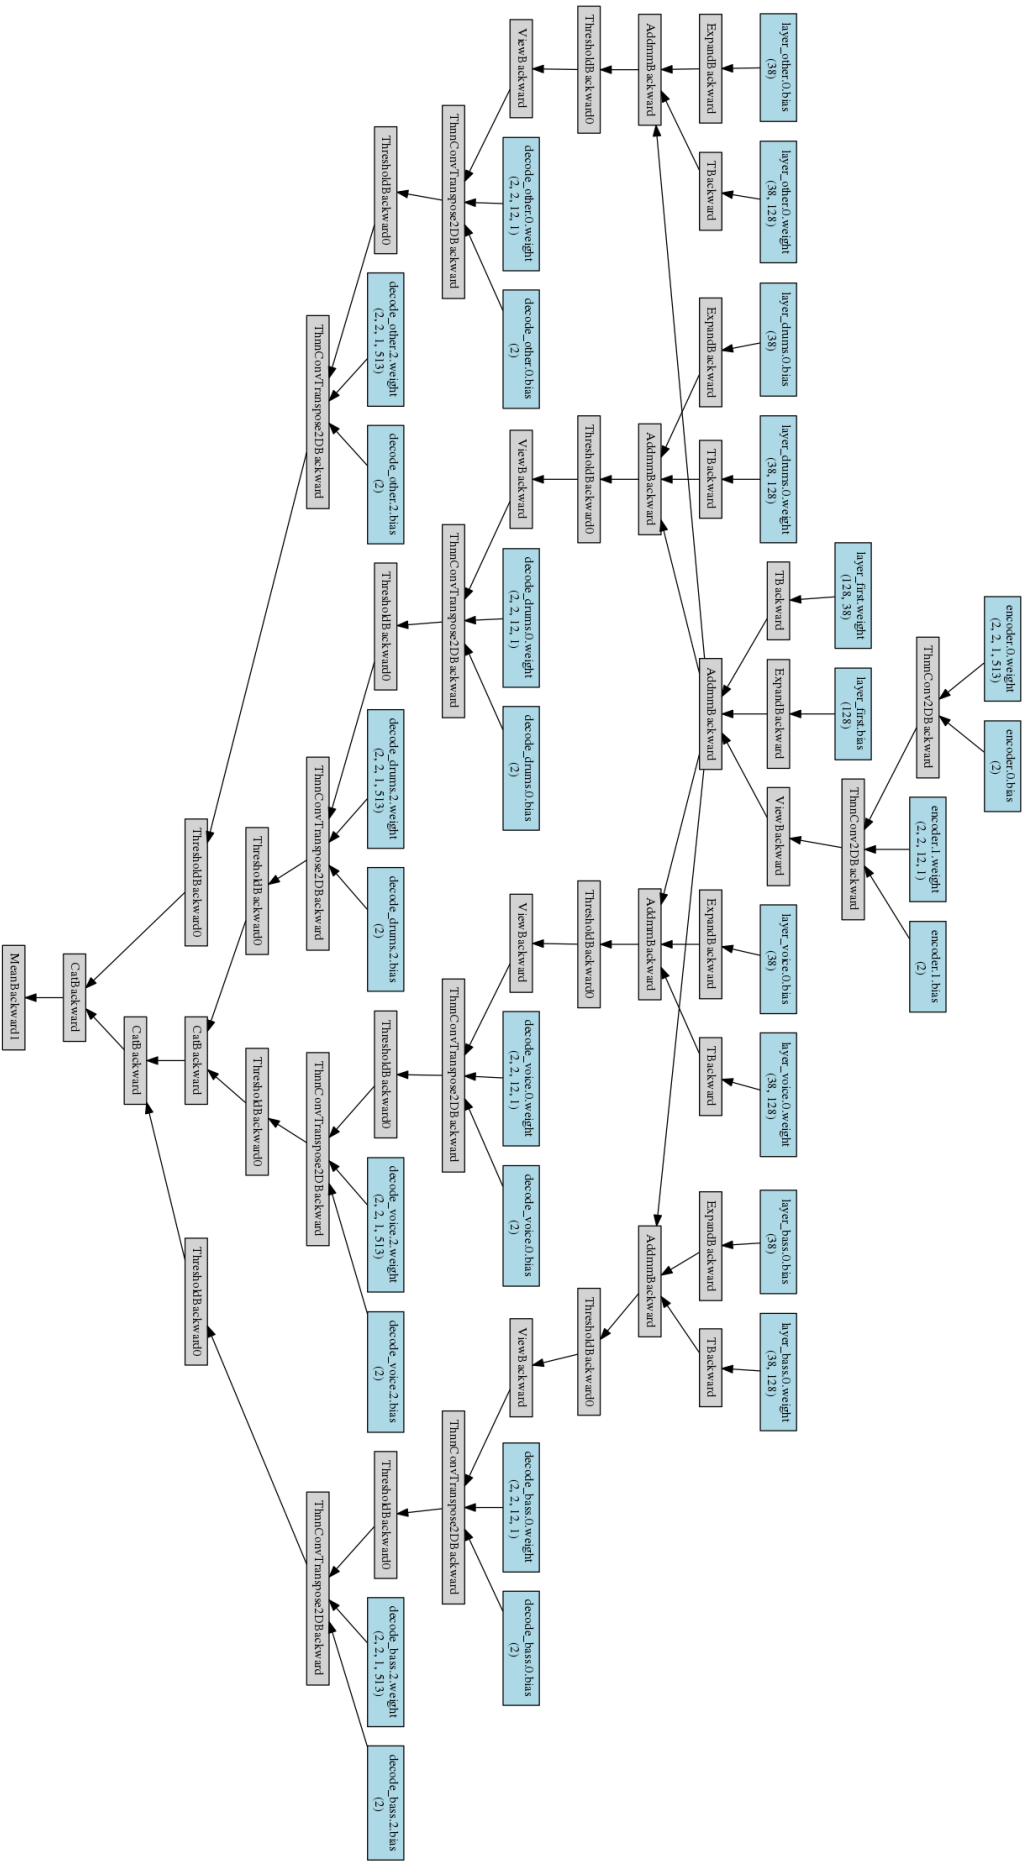 encoder.0.weight
(2, 2, 1, 513)
encoder.0.bias
(2)
ThnnConv2DBackward
encoder.1.weight
(2, 2, 12, 1)
encoder.1.bias
(2)
layer_first.weight
(128, 38)
layer_first.bias
(128)
ThnnConv2DBackward
layer_other.0.bias
(38)
layer_other.0.weight
(38, 128)
layer_drums.0.bias
(38)
layer_drums.0.weight
(38, 128)
TBackward
ExpandBackward
ViewBackward
layer_voice.0.bias
(38)
layer_voice.0.weight
(38, 128)
layer_bass.0.bias
(38)
layer_bass.0.weight
(38, 128)
ExpandBackward
TBackward
ExpandBackward
TBackward
AddmmBackward
ExpandBackward
TBackward
ExpandBackward
TBackward
AddmmBackward
AddmmBackward
AddmmBackward
AddmmBackward
ThresholdBackward0
ThresholdBackward0
ThresholdBackward0
ThresholdBackward0
ViewBackward
decode_other.0.weight
(2, 2, 12, 1)
decode_other.0.bias
(2)
ViewBackward
decode_drums.0.weight
(2, 2, 12, 1)
decode_drums.0.bias
(2)
ViewBackward
decode_voice.0.weight
(2, 2, 12, 1)
decode_voice.0.bias
(2)
ViewBackward
decode_bass.0.weight
(2, 2, 12, 1)
decode_bass.0.bias
(2)
ThnnConvTranspose2DBackward
ThnnConvTranspose2DBackward
ThnnConvTranspose2DBackward
ThnnConvTranspose2DBackward
ThresholdBackward0
decode_other.2.weight
(2, 2, 1, 513)
decode_other.2.bias
(2)
ThresholdBackward0
decode_drums.2.weight
(2, 2, 1, 513)
decode_drums.2.bias
(2)
ThresholdBackward0
decode_voice.2.weight
(2, 2, 1, 513)
decode_voice.2.bias
(2)
ThresholdBackward0
decode_bass.2.weight
(2, 2, 1, 513)
decode_bass.2.bias
(2)
ThnnConvTranspose2DBackward
ThnnConvTranspose2DBackward
ThnnConvTranspose2DBackward
ThnnConvTranspose2DBackward
ThresholdBackward0
ThresholdBackward0
ThresholdBackward0
CatBackward
ThresholdBackward0
CatBackward
CatBackward
MeanBackward1